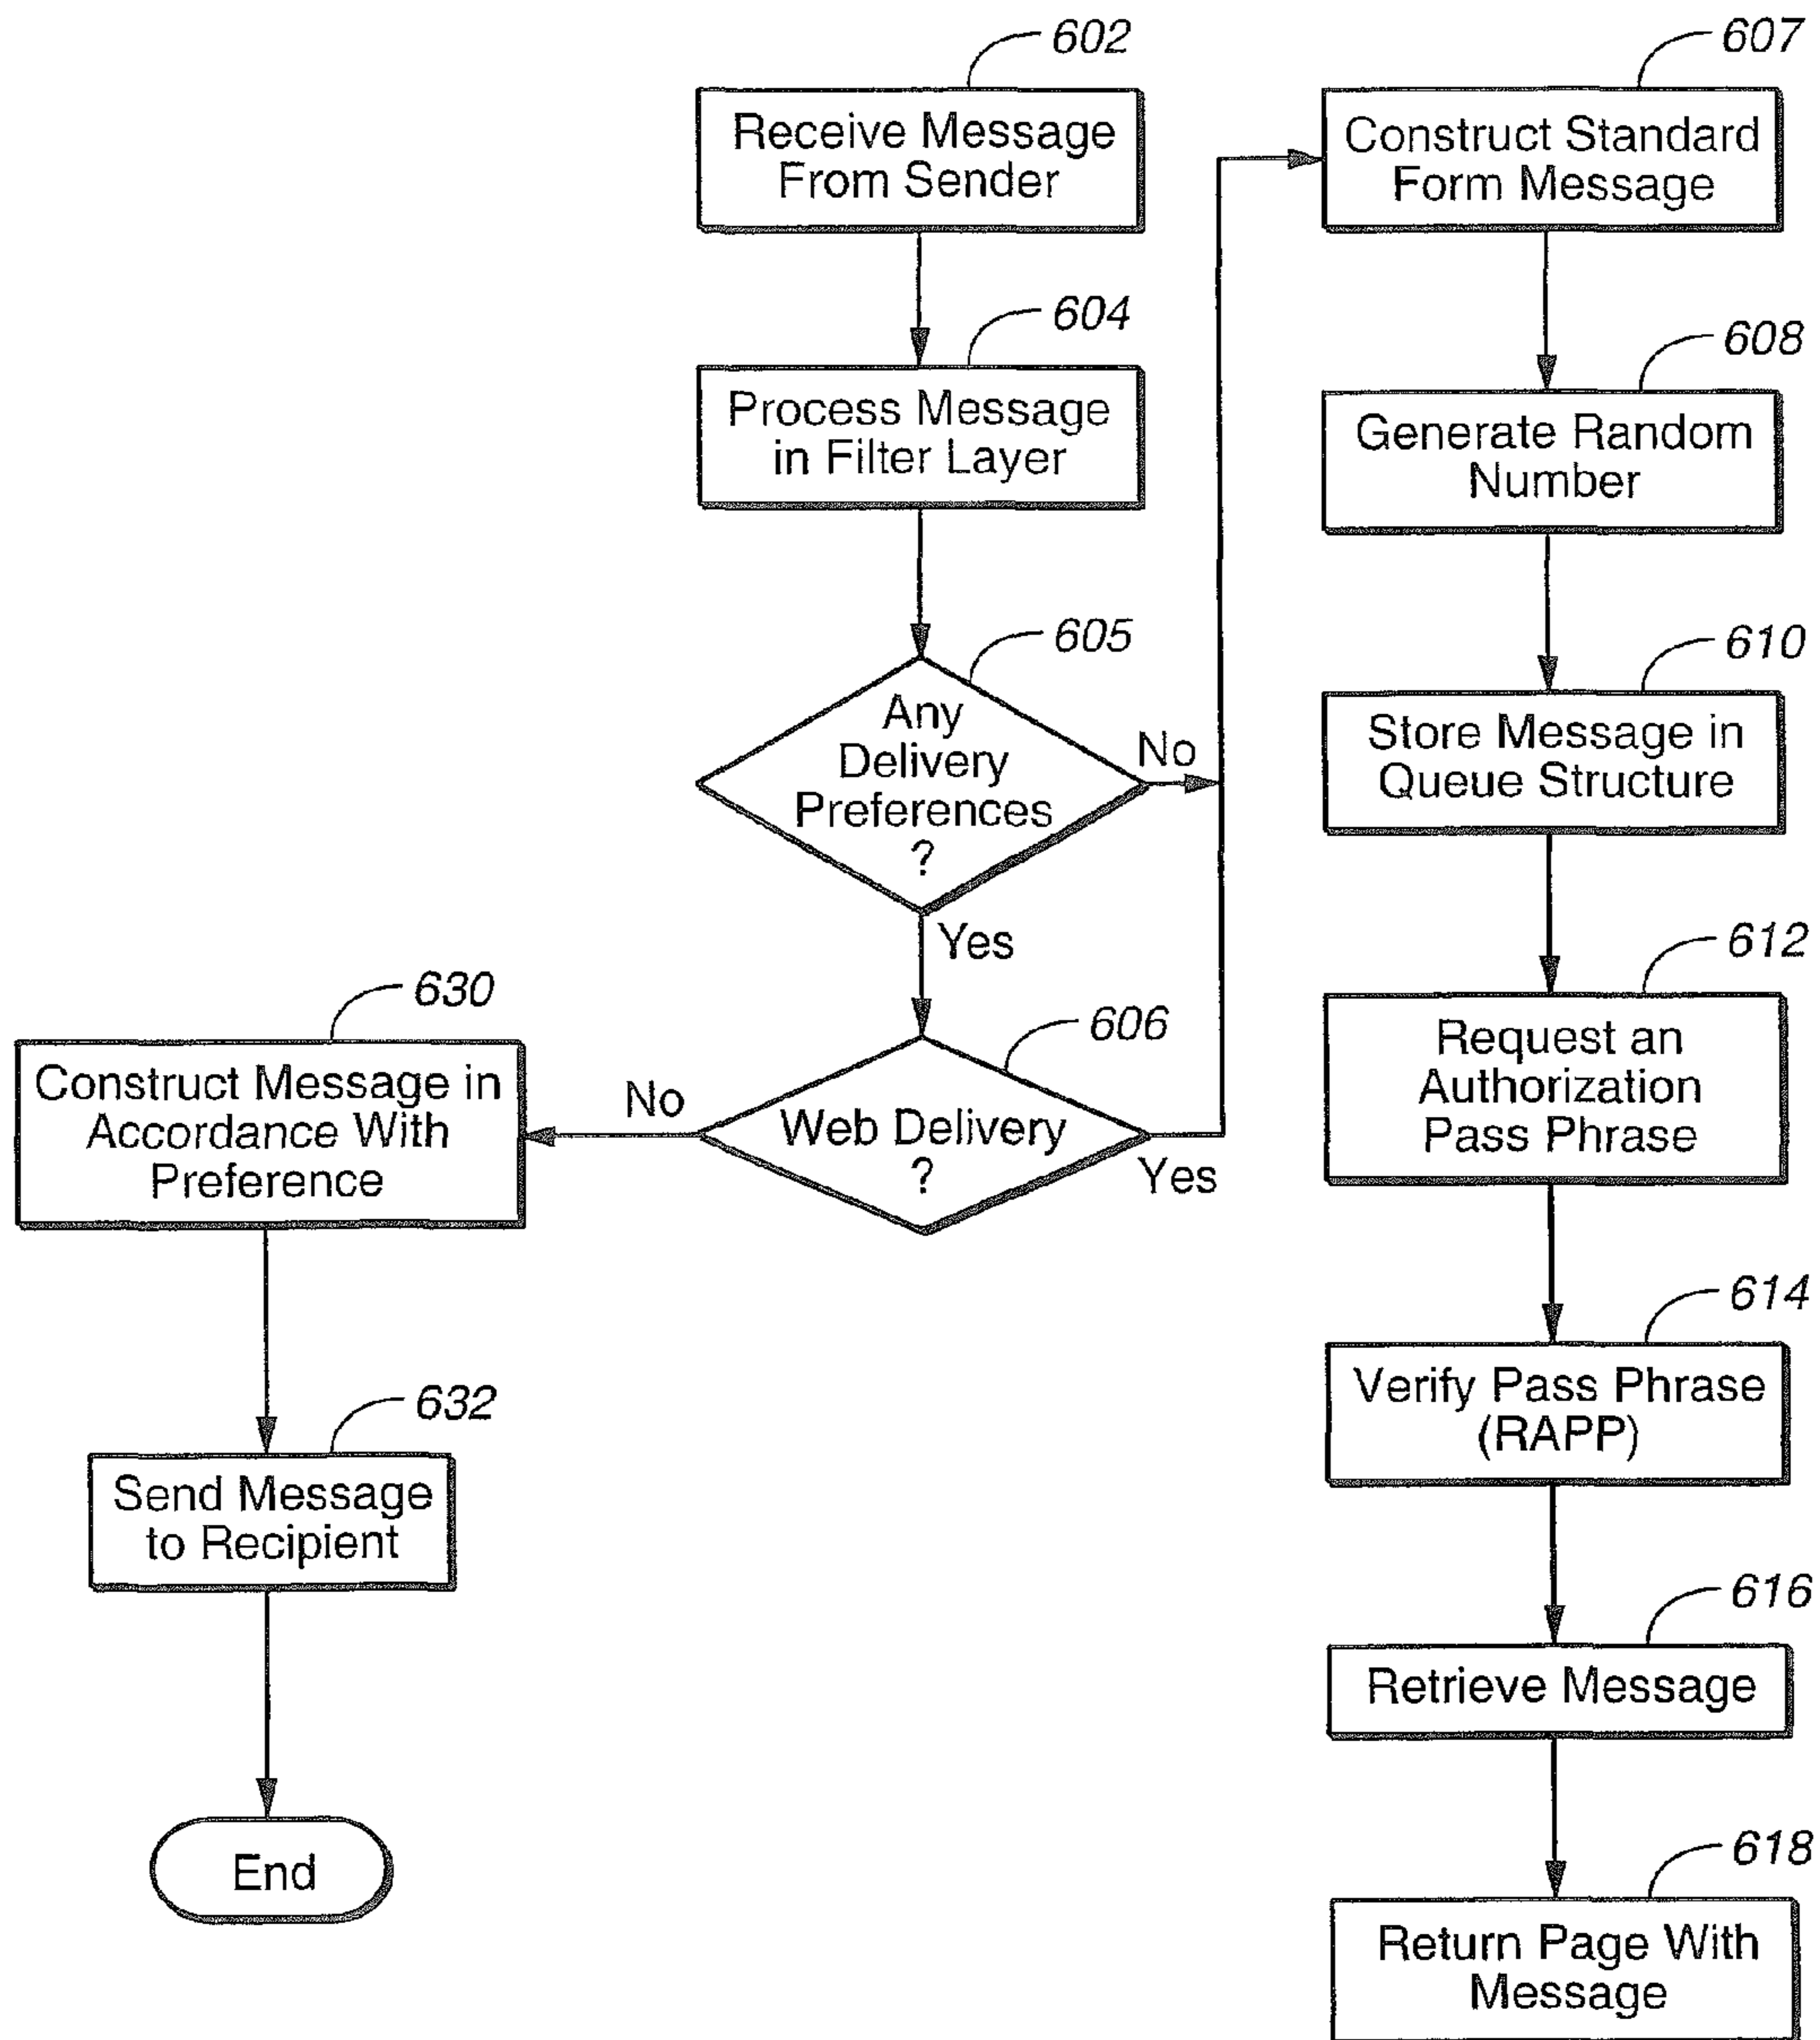 602
Receive Message
From Sender
604
Process Message
in Filter Layer
605
Any
Delivery
Preferences
?
No
Yes
606
Web Delivery
?
No
Yes
630
Construct Message in
Accordance With
Preference
632
Send Message
to Recipient
End
607
Construct Standard
Form Message
608
Generate Random
Number
610
Store Message in
Queue Structure
612
Request an
Authorization
Pass Phrase
614
Verify Pass Phrase
(RAPP)
616
Retrieve Message
618
Return Page With
Message